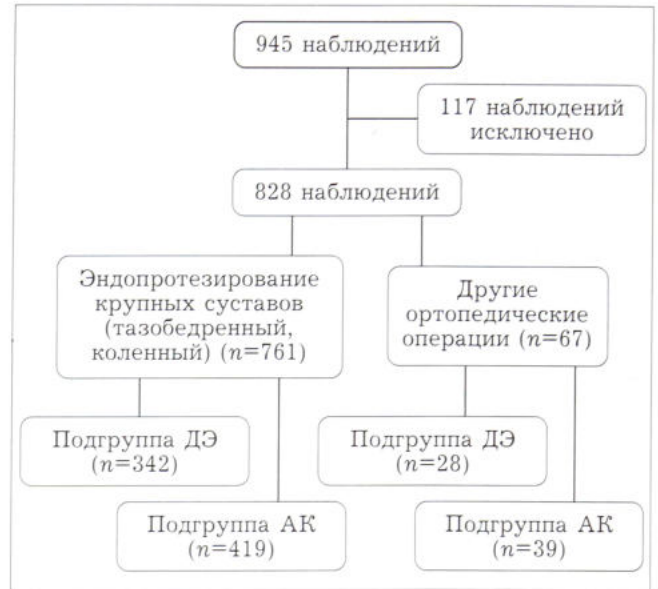 945 наблюдений
117 наблюдений
исключено
828 наблюдений
Эндопротезирование
крупных суставов
(тазобедренный,
коленный) (n=761)
Другие
ортопедические
операции (n=67)
Подгруппа ДЭ
(n=342)
Подгруппа ДЭ
(n=28)
Подгруппа АК
(n=419)
Подгруппа АК
(n=39)